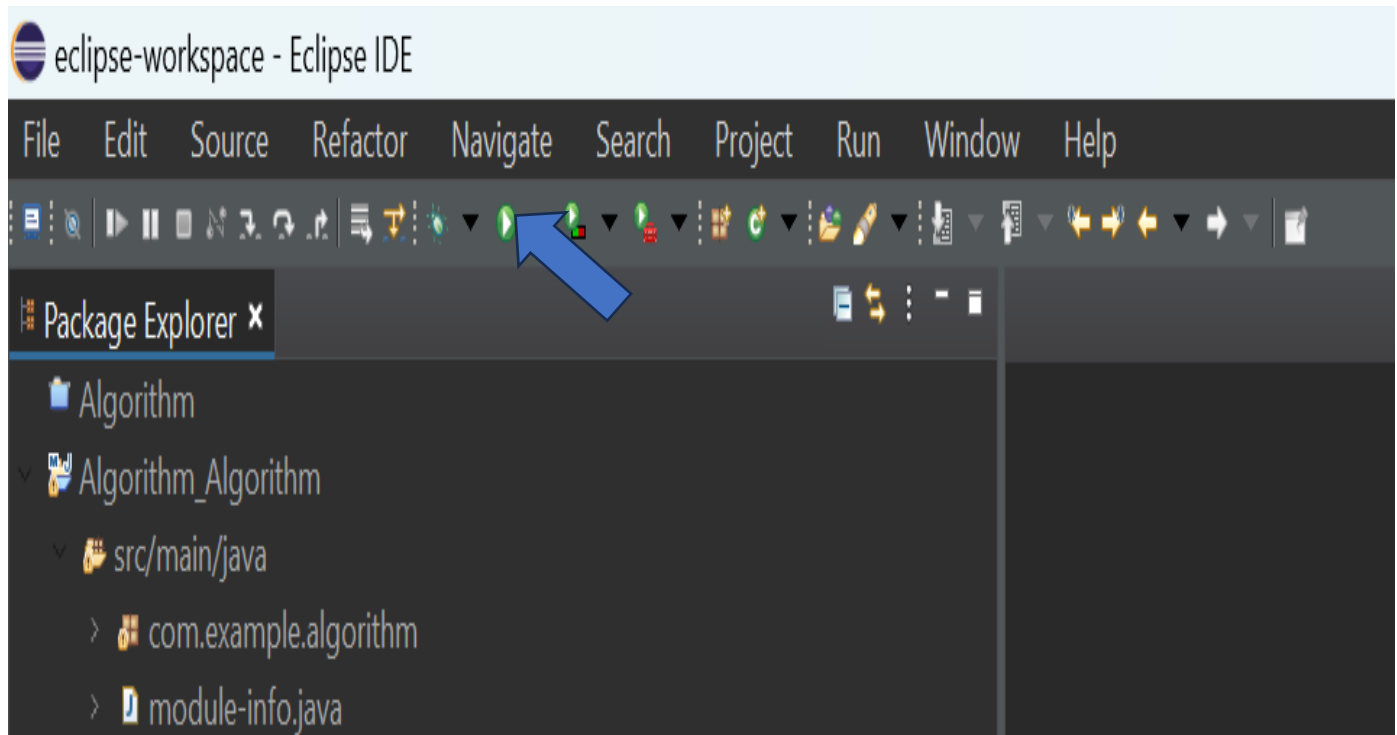 eclipse-workspace - Eclipse IDE
File Edit Source Refactor Navigate Search Project Run Window Help
Package Explorer
Algorithm
Algorithm_Algorithm
src/main/java
com.example.algorithm
module-info.java